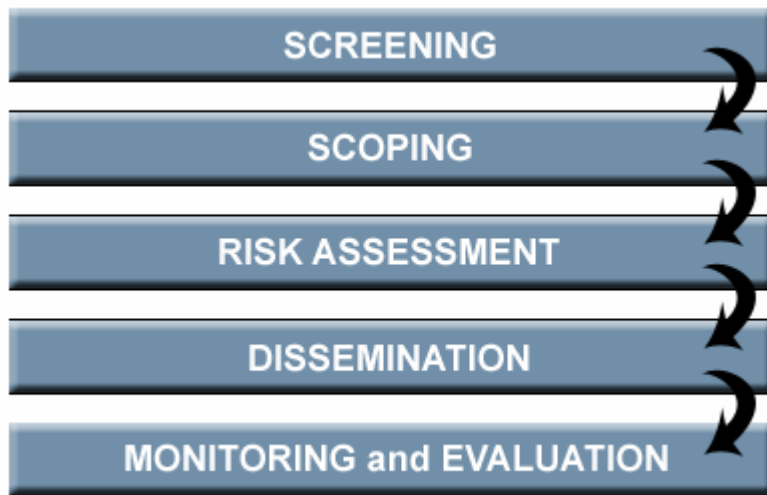 SCREENING
SCOPING
RISK ASSESSMENT
DISSEMINATION
MONITORING and EVALUATION